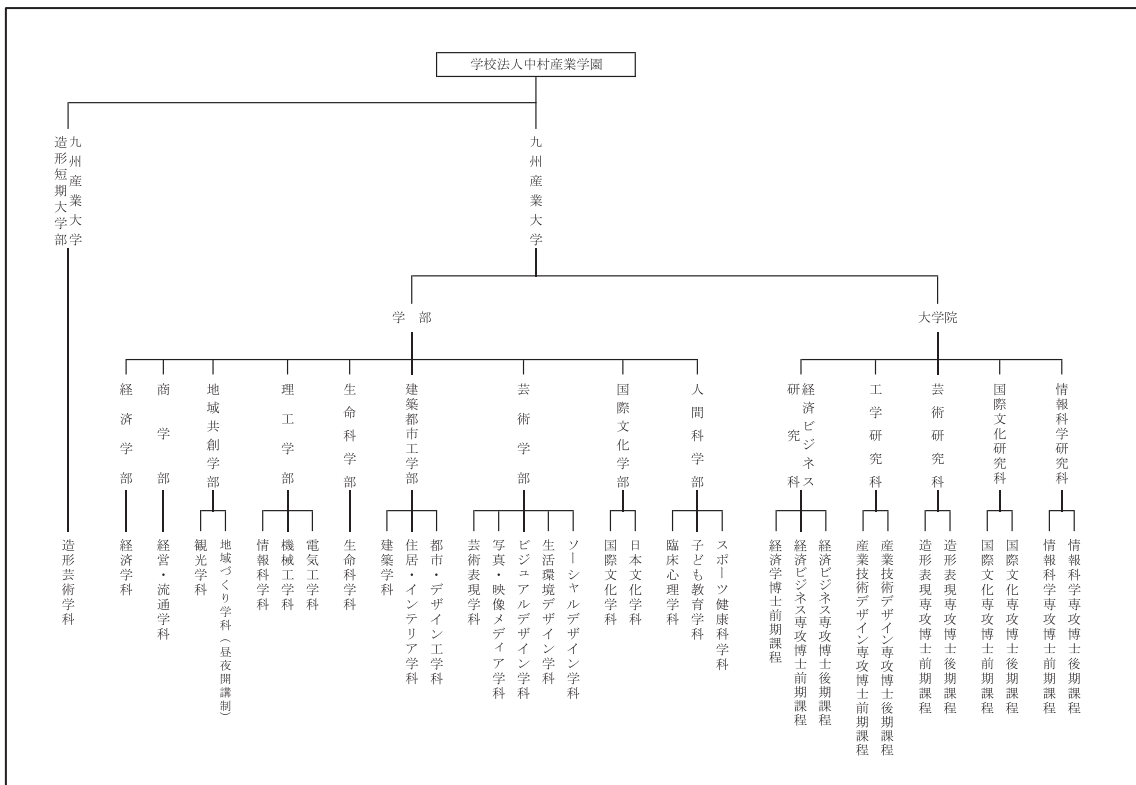 学校法人中村産業学園
九州産業大学
造形短期大学部
九州産業大学
学部
大学院
経済学部
商学部
地域共創学部
理工学部
生命科学部
建築都市工学部
芸術学部
国際文化学部
人間科学部
経済ビジネス
研究科
工学研究科
芸術研究科
国際文化研究科
情報科学研究科
造形芸術学科
経済学科
経営・流通学科
観光学科
地域づくり学科(昼夜開講制)
情報科学科
機械工学科
電気工学科
生命科学科
建築学科
住居・インテリア学科
都市・デザイン工学科
芸術表現学科
写真・映像メディア学科
ビジュアルデザイン学科
生活環境デザイン学科
ソーシャルデザイン学科
国際文化学科
日本文化学科
臨床心理学科
子ども教育学科
スポーツ健康科学科
経済学博士前期課程
経済ビジネス専攻博士前期課程
経済ビジネス専攻博士後期課程
産業技術デザイン専攻博士前期課程
産業技術デザイン専攻博士後期課程
造形表現専攻博士前期課程
造形表現専攻博士後期課程
国際文化専攻博士前期課程
国際文化専攻博士後期課程
情報科学専攻博士前期課程
情報科学専攻博士後期課程